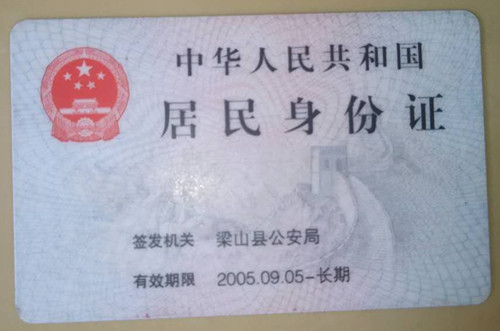 中华人民共和国
居民身份证
签发机关 梁山县公安局
有效期限 2005.09.05-长期